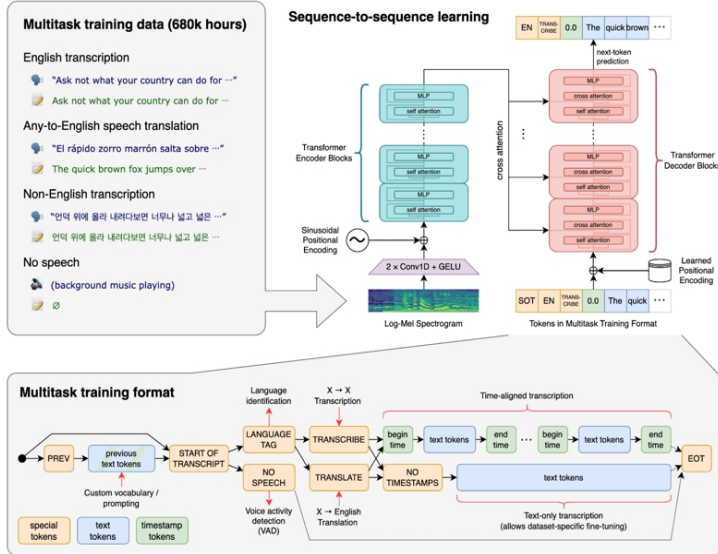 Multitask training data (680k hours)
English transcription
“Ask not what your country can do for ⋯”
Ask not what your country can do for ⋯
Any-to-English speech translation
“El rápido zorro marrón salta sobre ⋯”
The quick brown fox jumps over ⋯
Non-English transcription
“언덕 위에 올라 내려다보면 너무나 넓고 넓은 ⋯”
언덕 위에 올라 내려다보면 너무나 넓고 넓은 ⋯
No speech
(background music playing)
∅
Sequence-to-sequence learning
EN
TRANS-
CRIBE
0.0
The
quick
brown
⋯
next-token
prediction
MLP
self attention
⋮
MLP
self attention
MLP
self attention
Transformer
Encoder Blocks
Sinusoidal
Positional
Encoding
2 × Conv1D + GELU
Log-Mel Spectrogram
cross attention
⋮
MLP
cross attention
self attention
⋮
MLP
cross attention
self attention
MLP
cross attention
self attention
Transformer
Decoder Blocks
Learned
Positional
Encoding
SOT
EN
TRANS-
CRIBE
0.0
The
quick
⋯
Tokens in Multitask Training Format
Multitask training format
Language
identification
X → X
Transcription
Time-aligned transcription
PREV
previous
text tokens
START OF
TRANSCRIPT
LANGUAGE
TAG
TRANSCRIBE
begin
time
text tokens
end
time
⋯
begin
time
text tokens
end
time
EOT
NO
SPEECH
TRANSLATE
NO
TIMESTAMPS
text tokens
Custom vocabulary /
prompting
Voice activity
detection
(VAD)
X → English
Translation
Text-only transcription
(allows dataset-specific fine-tuning)
special
tokens
text
tokens
timestamp
tokens